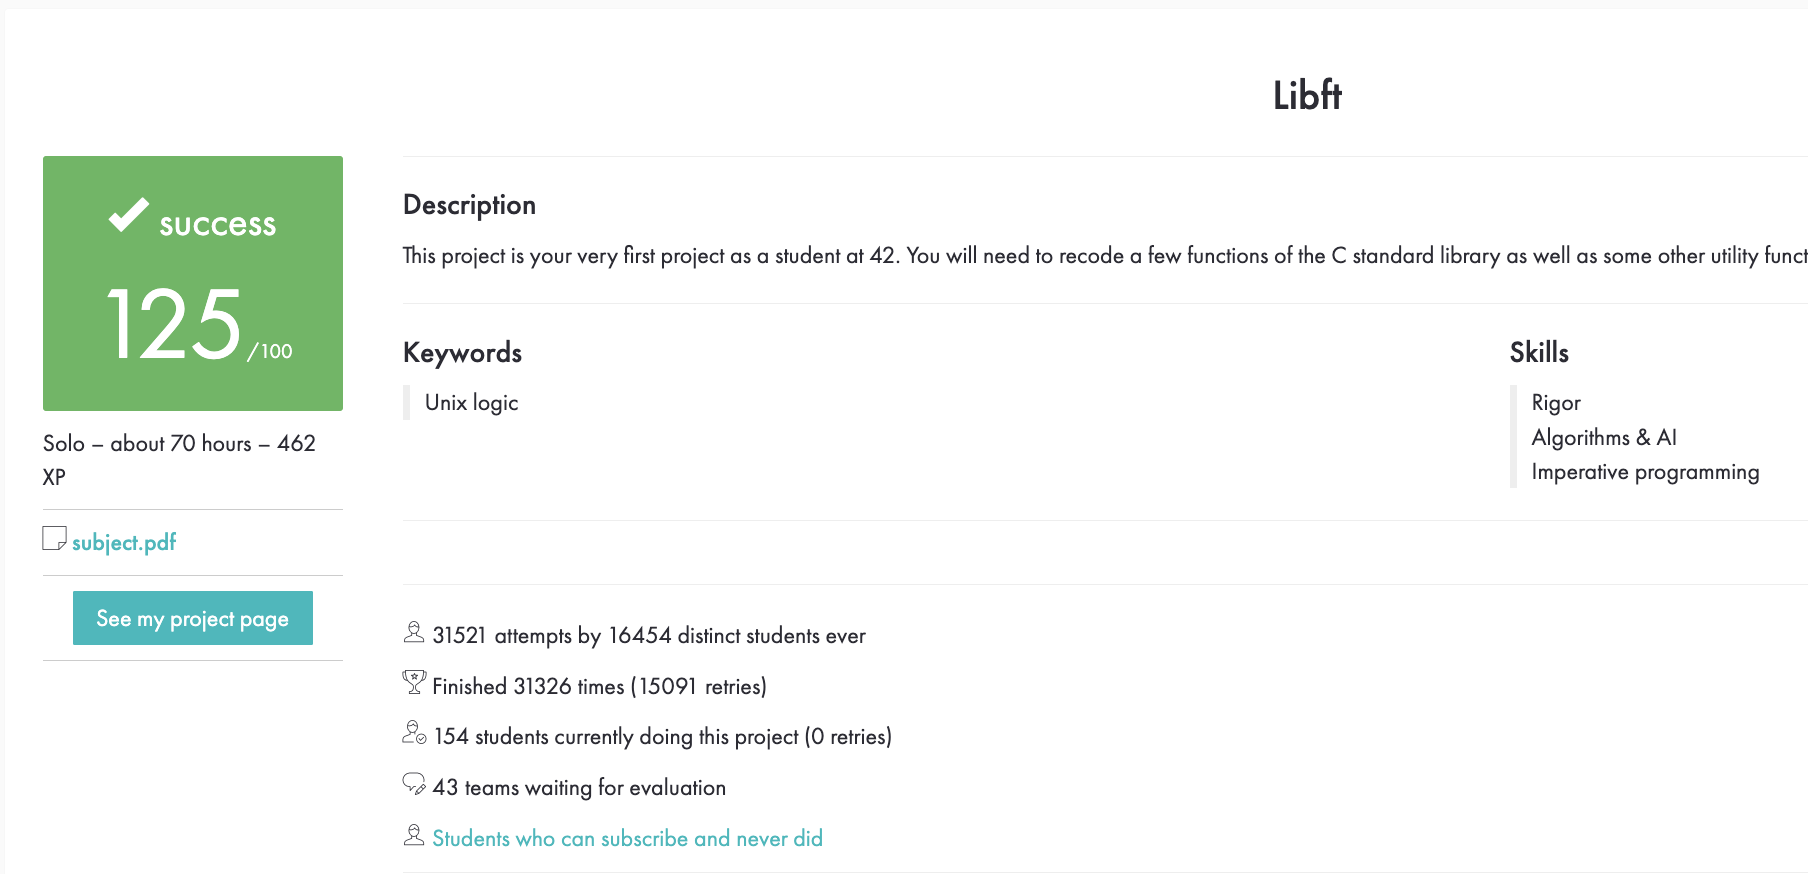 Libft
success
125 /100
Solo – about 70 hours – 462
XP
subject.pdf
See my project page
Description
This project is your very first project as a student at 42. You will need to recode a few functions of the C standard library as well as some other utility funct
Keywords
Unix logic
Skills
Rigor
Algorithms & AI
Imperative programming
31521 attempts by 16454 distinct students ever
Finished 31326 times (15091 retries)
154 students currently doing this project (0 retries)
43 teams waiting for evaluation
Students who can subscribe and never did